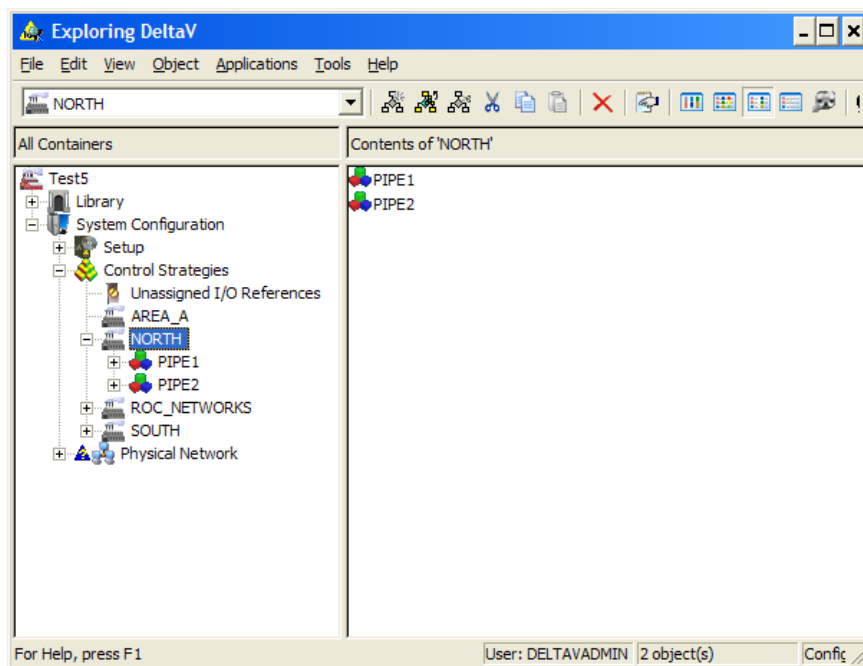 Exploring DeltaV
File Edit View Object Applications Tools Help
NORTH
All Containers
Contents of 'NORTH'
Test5
Library
System Configuration
Setup
Control Strategies
Unassigned I/O References
AREA_A
NORTH
PIPE1
PIPE2
ROC_NETWORKS
SOUTH
Physical Network
PIPE1
PIPE2
For Help, press F1
User: DELTAVADMIN
2 object(s)
Config